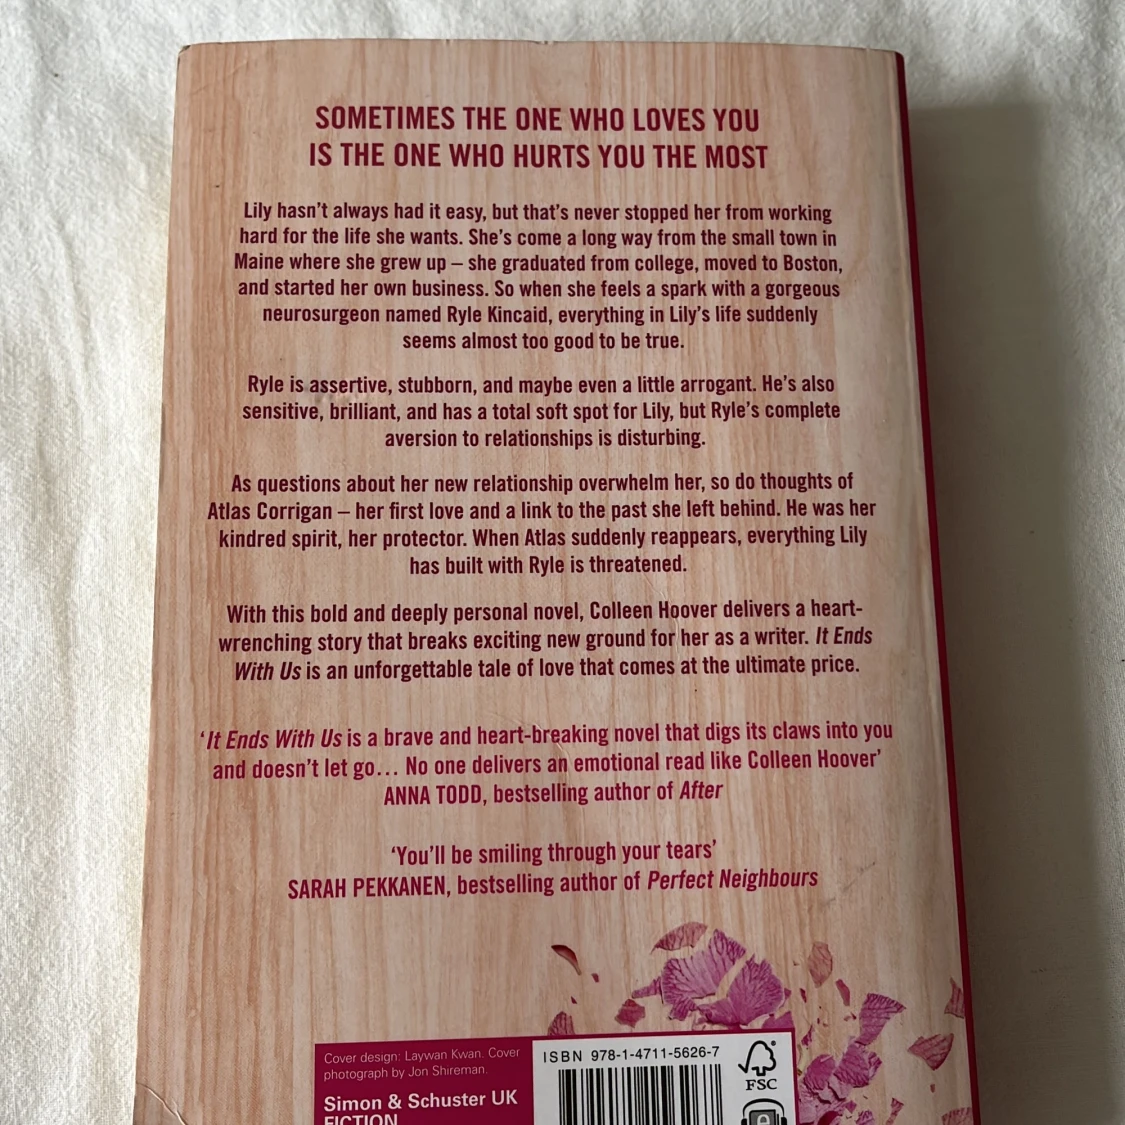 SOMETIMES THE ONE WHO LOVES YOU
IS THE ONE WHO HURTS YOU THE MOST
Lily hasn't always had it easy, but that's never stopped her from working
hard for the life she wants. She's come a long way from the small town in
Maine where she grew up – she graduated from college, moved to Boston,
and started her own business. So when she feels a spark with a gorgeous
neurosurgeon named Ryle Kincaid, everything in Lily's life suddenly
seems almost too good to be true.
Ryle is assertive, stubborn, and maybe even a little arrogant. He's also
sensitive, brilliant, and has a total soft spot for Lily, but Ryle's complete
aversion to relationships is disturbing.
As questions about her new relationship overwhelm her, so do thoughts of
Atlas Corrigan – her first love and a link to the past she left behind. He was her
kindred spirit, her protector. When Atlas suddenly reappears, everything Lily
has built with Ryle is threatened.
With this bold and deeply personal novel, Colleen Hoover delivers a heart-
wrenching story that breaks exciting new ground for her as a writer. It Ends
With Us is an unforgettable tale of love that comes at the ultimate price.
'It Ends With Us is a brave and heart-breaking novel that digs its claws into you
and doesn't let go… No one delivers an emotional read like Colleen Hoover'
ANNA TODD, bestselling author of After
'You'll be smiling through your tears'
SARAH PEKKANEN, bestselling author of Perfect Neighbours
Cover design: Laywan Kwan. Cover
photograph by Jon Shireman.
Simon & Schuster UK
FICTION
ISBN 978-1-4711-5626-7
FSC